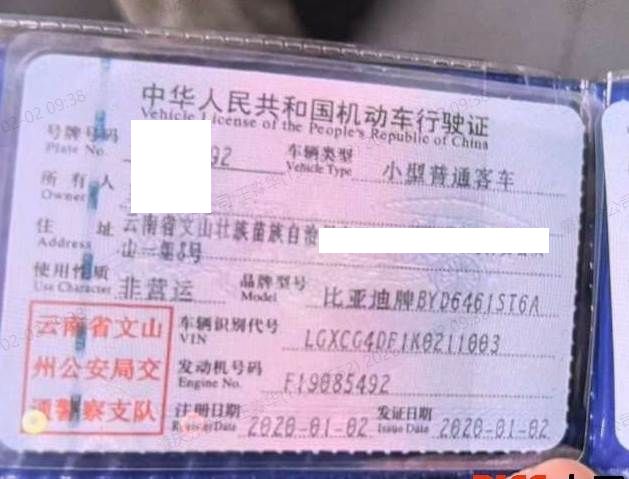 中华人民共和国机动车行驶证
Vehicle License of the People's Republic of China
号牌号码 92 车辆类型 小型普通客车
Plate No. Vehicle Type
所有人
Owner
住址 云南省文山壮族苗族自治
Address 山一组8号
使用性质 非营运 品牌型号 比亚迪牌BYD6461ST6A
Use Character Model
云南省文山
州公安局交
通警察支队
车辆识别代号 LGXCG4DF1K0211003
VIN
发动机号码 F19085492
Engine No.
注册日期 2020-01-02 发证日期 2020-01-02
Register Date Issue Date
02-02 09:38